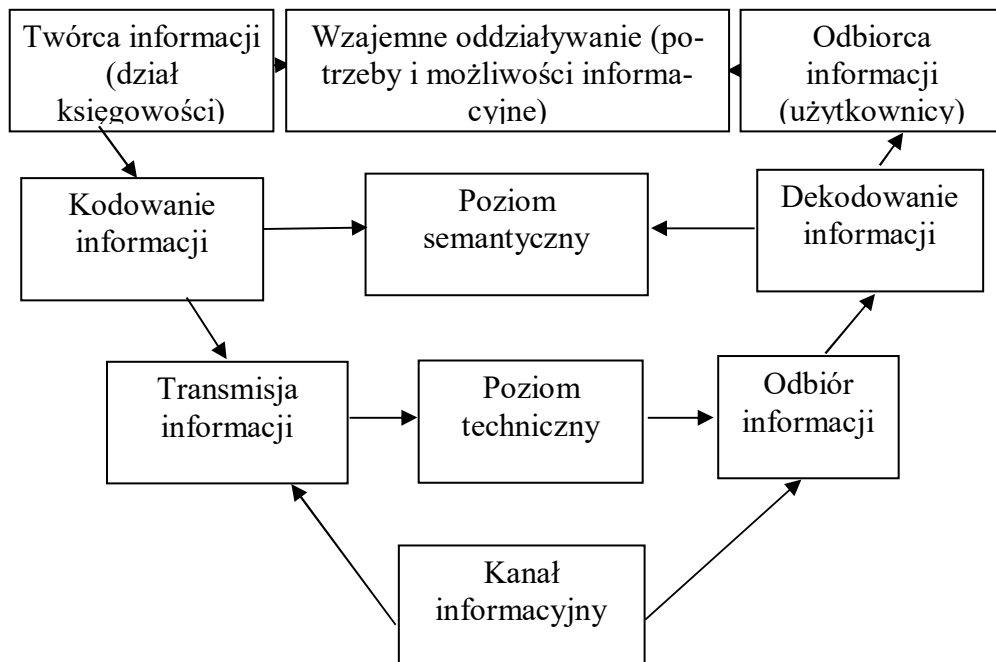 Twórca informacji
(dział
księgowości)
Wzajemne oddziaływanie (po-
trzeby i możliwości informa-
cyjne)
Odbiorca
informacji
(użytkownicy)
Kodowanie
informacji
Poziom
semantyczny
Dekodowanie
informacji
Transmisja
informacji
Poziom
techniczny
Odbiór
informacji
Kanał
informacyjny